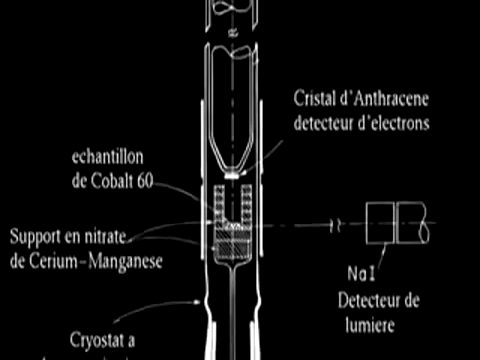 Cristal d'Anthracene
detecteur d'electrons
echantillon
de Cobalt 60
Support en nitrate
de Cerium-Manganese
NaI
Detecteur de
lumiere
Cryostat a